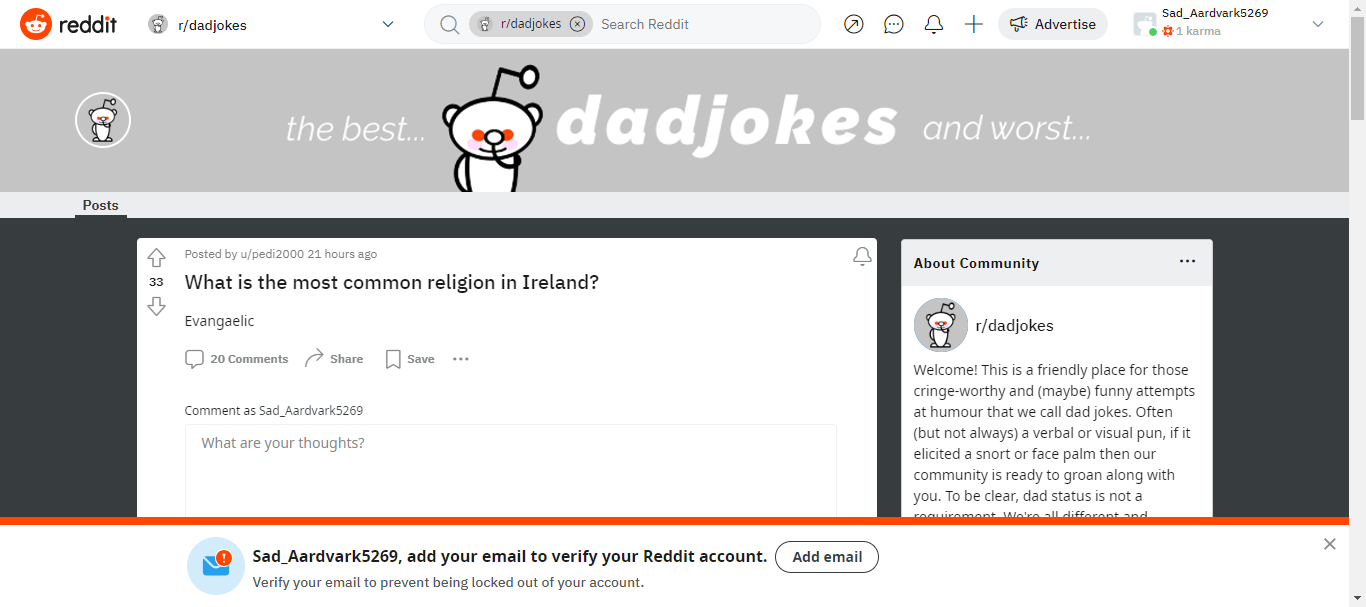 reddit
r/dadjokes
r/dadjokes
Search Reddit
Advertise
Sad_Aardvark5269
1 karma
the best...
dadjokes
and worst...
Posts
Posted by u/pedi2000 21 hours ago
33
What is the most common religion in Ireland?
Evangaelic
20 Comments
Share
Save
Comment as Sad_Aardvark5269
What are your thoughts?
About Community
r/dadjokes
Welcome! This is a friendly place for those
cringe-worthy and (maybe) funny attempts
at humour that we call dad jokes. Often
(but not always) a verbal or visual pun, if it
elicited a snort or face palm then our
community is ready to groan along with
you. To be clear, dad status is not a
requirement. We're all different and
Sad_Aardvark5269, add your email to verify your Reddit account.
Add email
Verify your email to prevent being locked out of your account.